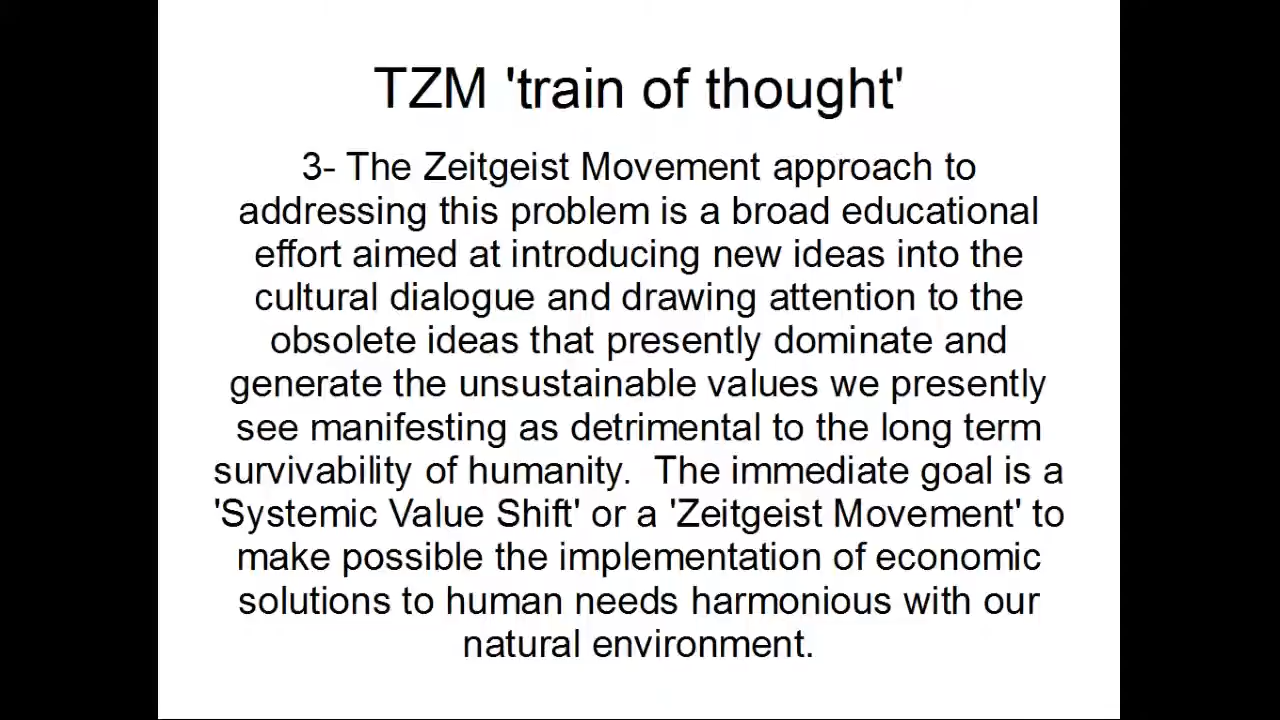 TZM 'train of thought'
3- The Zeitgeist Movement approach to
addressing this problem is a broad educational
effort aimed at introducing new ideas into the
cultural dialogue and drawing attention to the
obsolete ideas that presently dominate and
generate the unsustainable values we presently
see manifesting as detrimental to the long term
survivability of humanity.  The immediate goal is a
'Systemic Value Shift' or a 'Zeitgeist Movement' to
make possible the implementation of economic
solutions to human needs harmonious with our
natural environment.